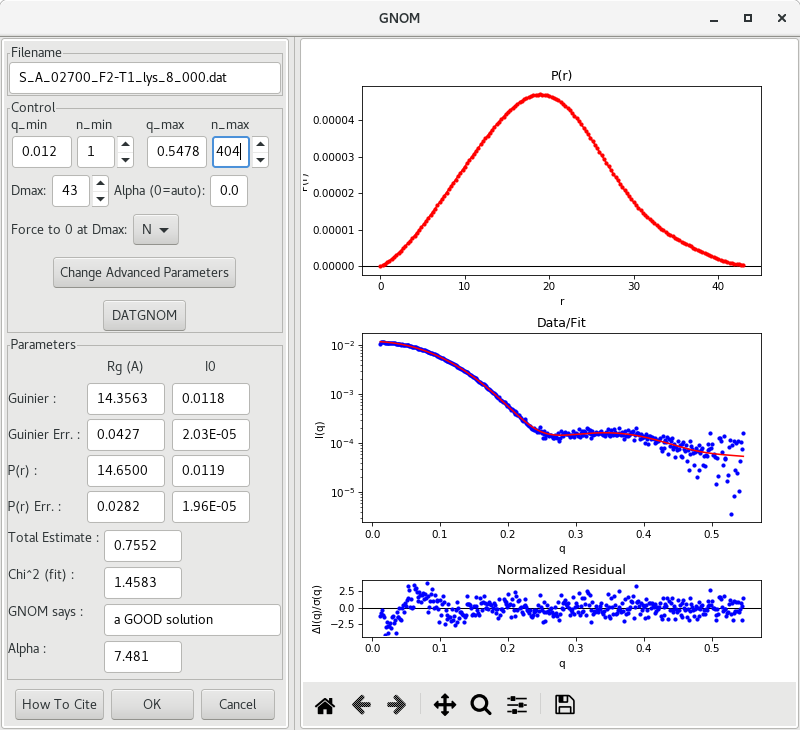 GNOM
Filename
S_A_02700_F2-T1_lys_8_000.dat
Control
q_min n_min q_max n_max
0.012 1 0.5478 404
Dmax: 43 Alpha (0=auto): 0.0
Force to 0 at Dmax: N
Change Advanced Parameters
DATGNOM
Parameters
Rg (A) I0
Guinier : 14.3563 0.0118
Guinier Err. : 0.0427 2.03E-05
P(r) : 14.6500 0.0119
P(r) Err. : 0.0282 1.96E-05
Total Estimate : 0.7552
Chi^2 (fit) : 1.4583
GNOM says : a GOOD solution
Alpha : 7.481
How To Cite OK Cancel
P(r)
P(r)
0.00004
0.00003
0.00002
0.00001
0.00000
0 10 20 30 40
r
Data/Fit
I(q)
10⁻²
10⁻³
10⁻⁴
10⁻⁵
0.0 0.1 0.2 0.3 0.4 0.5
q
Normalized Residual
ΔI(q)/σ(q)
2.5
0.0
−2.5
0.0 0.1 0.2 0.3 0.4 0.5
q